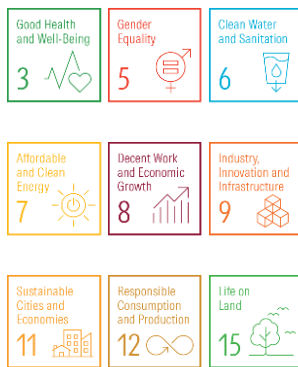 Good Health
and Well-Being
3
Gender
Equality
5
Clean Water
and Sanitation
6
Affordable
and Clean
Energy
7
Decent Work
and Economic
Growth
8
Industry,
Innovation and
Infrastructure
9
Sustainable
Cities and
Economies
11
Responsible
Consumption
and Production
12
Life on
Land
15